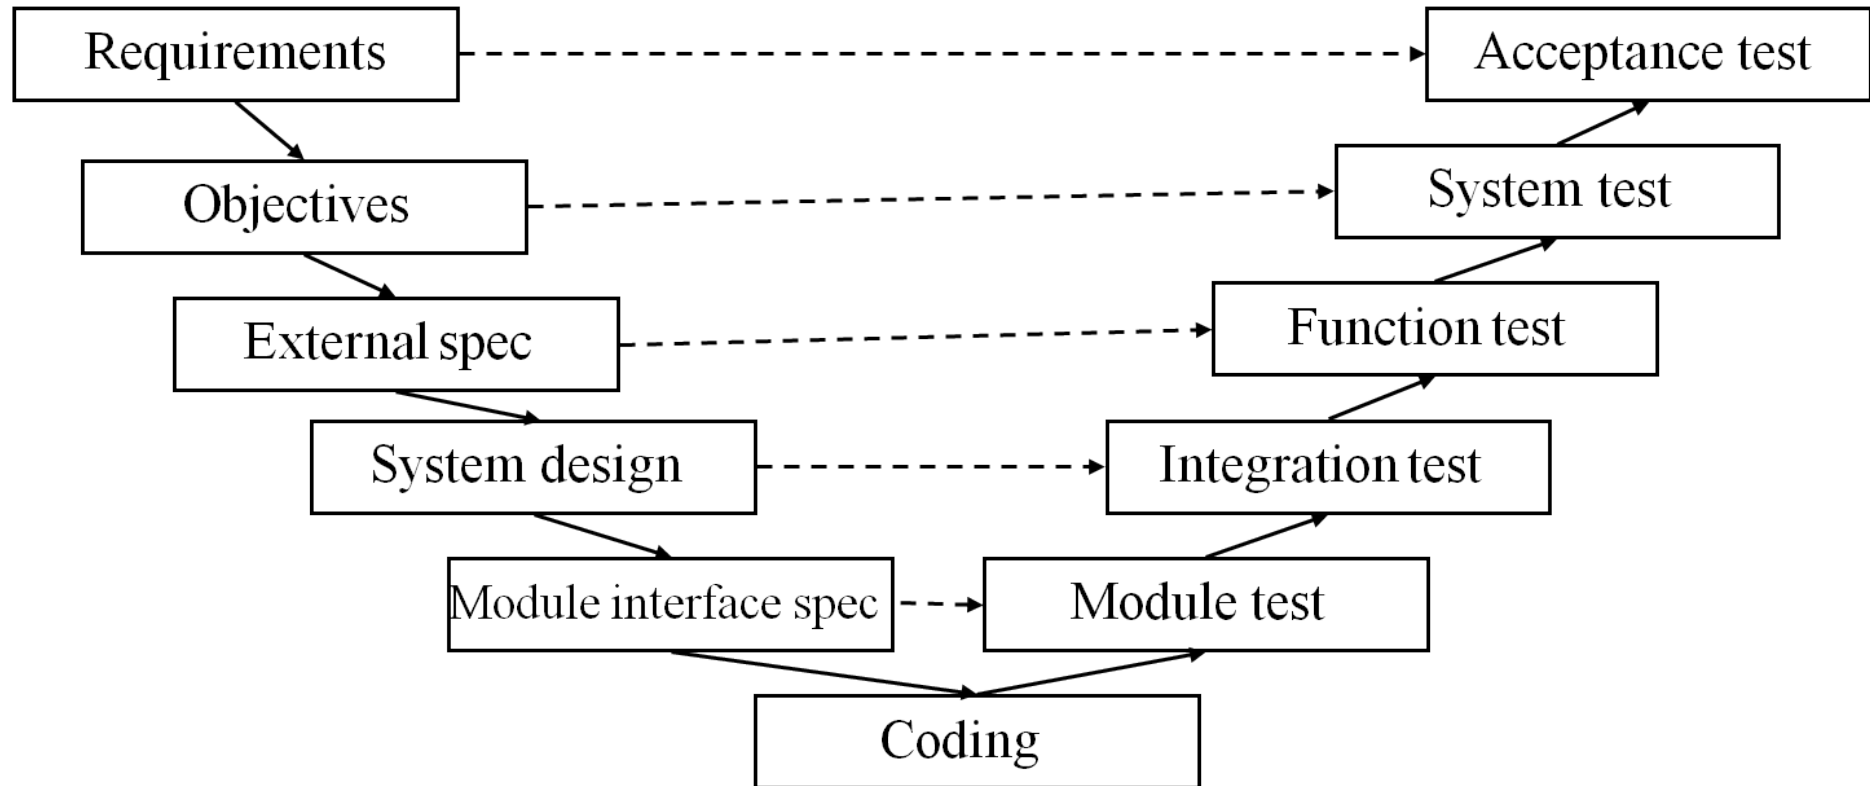 Requirements
Acceptance test
Objectives
System test
External spec
Function test
System design
Integration test
Module interface spec
Module test
Coding